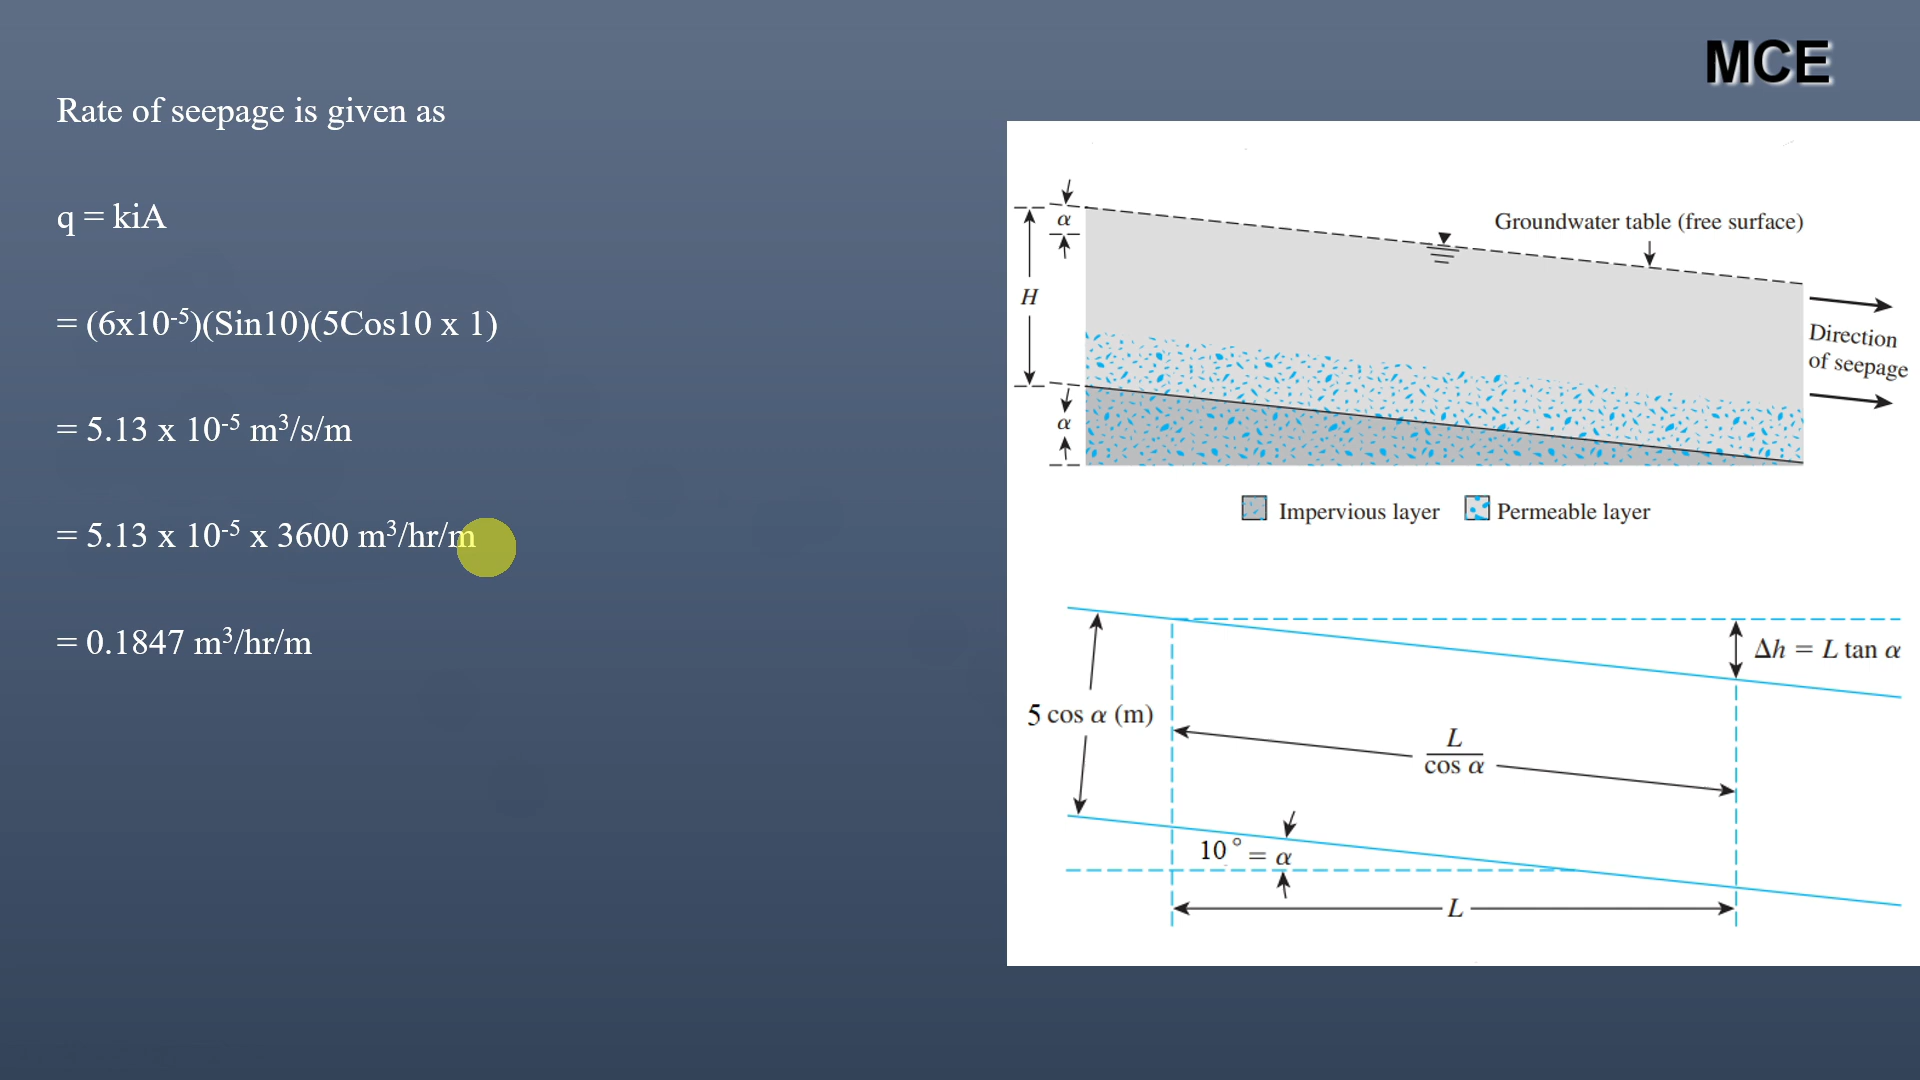 MCE
Rate of seepage is given as
q = kiA
= (6x10⁻⁵)(Sin10)(5Cos10 x 1)
= 5.13 x 10⁻⁵ m³/s/m
= 5.13 x 10⁻⁵ x 3600 m³/hr/m
= 0.1847 m³/hr/m
α
H
α
Groundwater table (free surface)
Direction
of seepage
Impervious layer
Permeable layer
Δh = L tan α
5 cos α (m)
L
cos α
10° = α
L